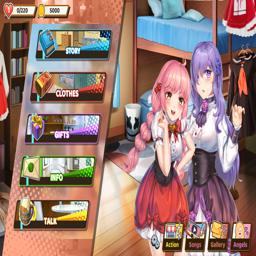 0/220
5000
STORY
CLOTHES
GIFTS
INFO
TALK
Action
Songs
Gallery
Angels